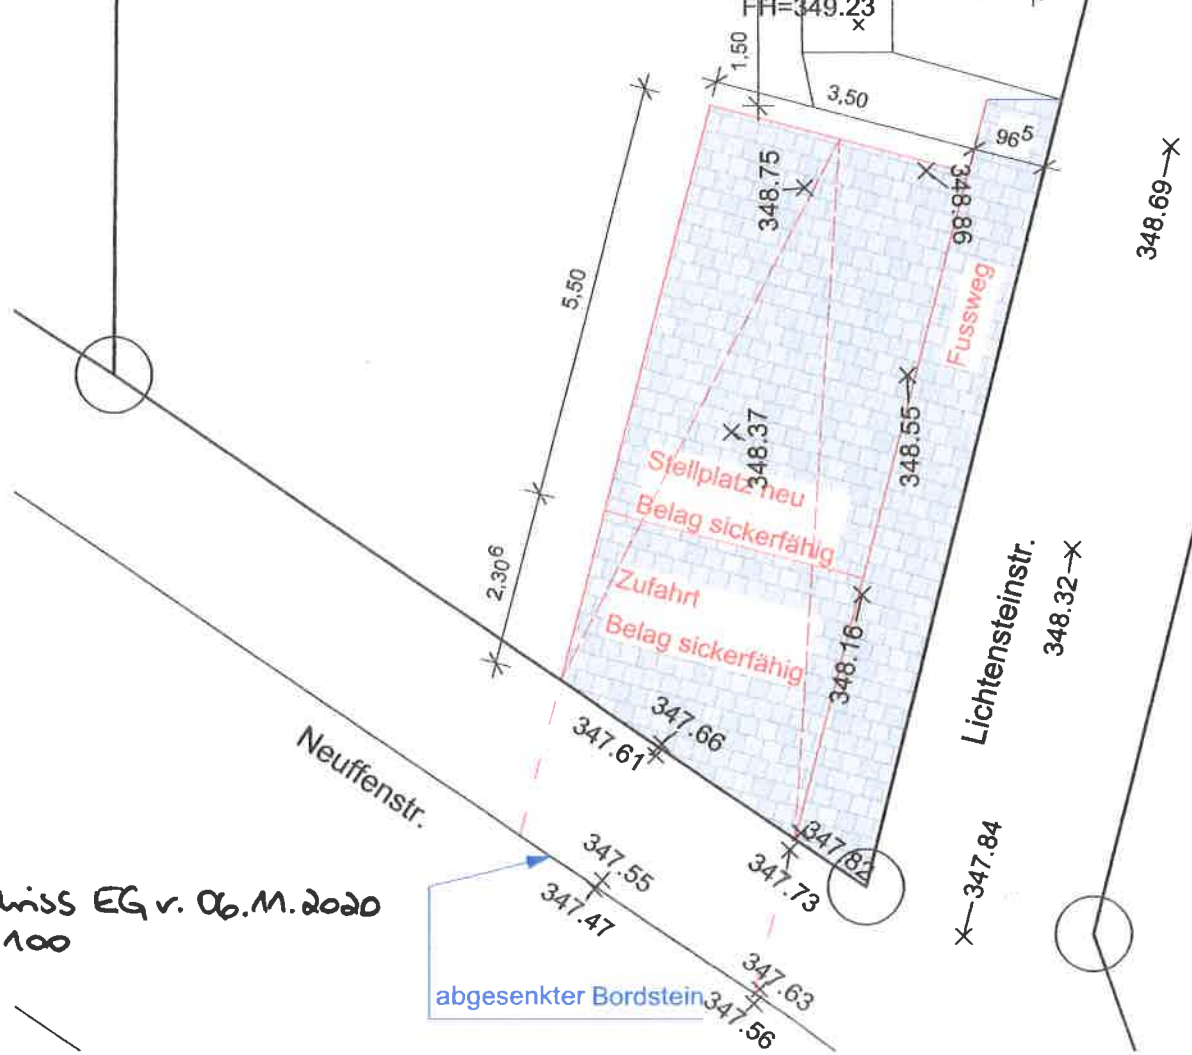 FH=349.23
1,50
3,50
96⁵
348.75
348.86
348.69
5,50
Fussweg
348.37
348.55
Stellplatz neu
Belag sickerfähig
2,30⁶
Zufahrt
Belag sickerfähig
348.16
Lichtensteinstr.
348.32
347.66
347.61
Neuffenstr.
347.82
347.73
347.84
347.55
347.47
EG v. 06.11.2020
100
abgesenkter Bordstein
347.63
347.56